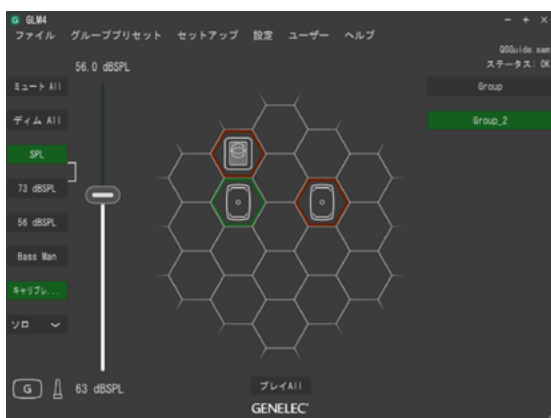 GLM4
ファイル グループプリセット セットアップ 設定 ユーザー ヘルプ
QSGuide.sam
ステータス: OK
56.0 dBSPL
ミュート All
Group
ディム All
Group_2
SPL
73 dBSPL
56 dBSPL
Bass Man
キャリブレ...
ソロ
G
63 dBSPL
プレイAll
GENELEC